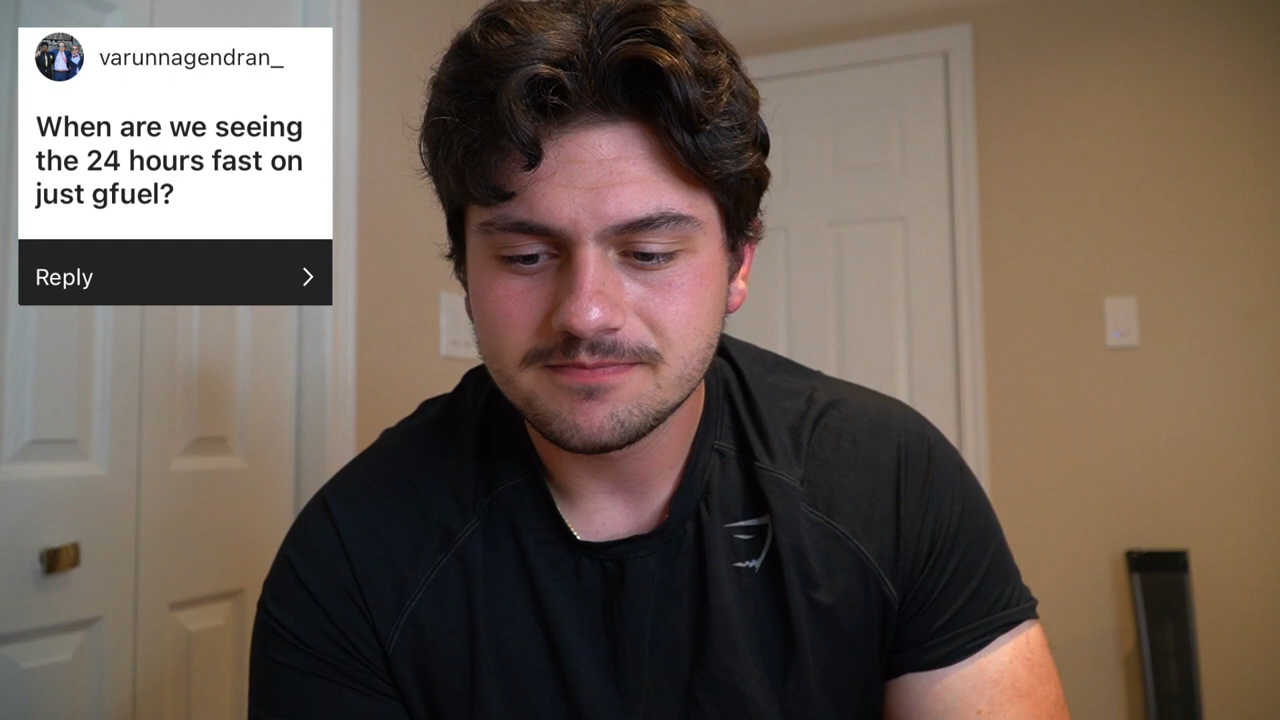 varunnagendran_
When are we seeing
the 24 hours fast on
just gfuel?
Reply